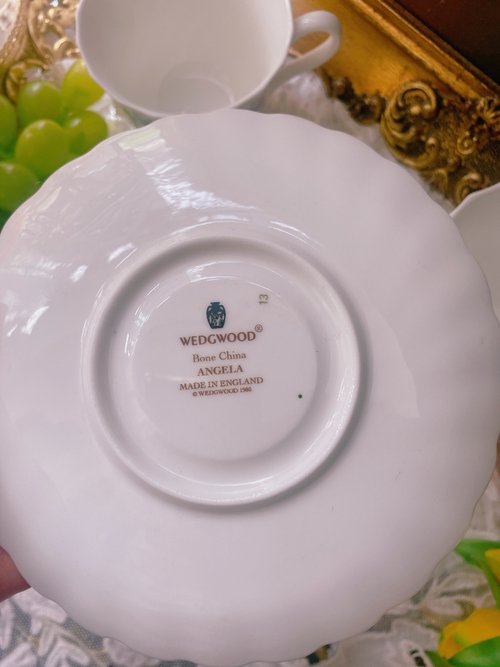 13
WEDGWOOD®
Bone China
ANGELA
MADE IN ENGLAND
© WEDGWOOD 1980